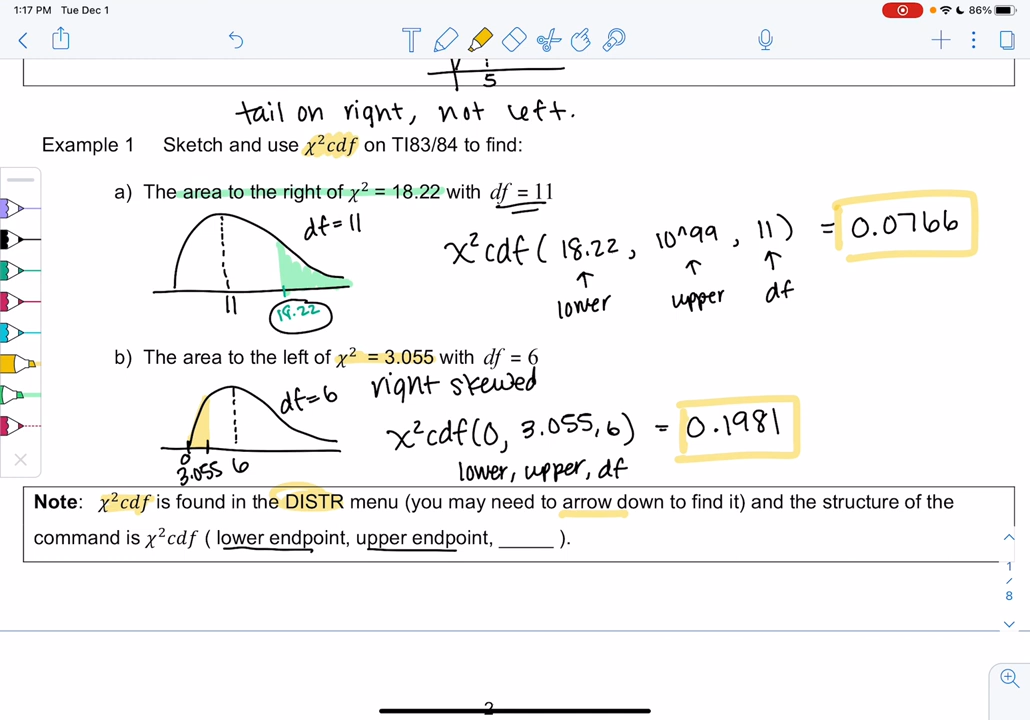 1:17 PM Tue Dec 1
86%
T
5
tail on right, not left.
Example 1 Sketch and use χ²cdf on TI83/84 to find:
a) The area to the right of χ² = 18.22 with df = 11
df=11
χ²cdf( 18.22, 10^99, 11) = 0.0766
11
18.22
↑ ↑ ↑
lower upper df
b) The area to the left of χ² = 3.055 with df = 6
right skewed
df=6
χ²cdf(0, 3.055, 6) = 0.1981
0
3.055 6
lower, upper, df
Note: χ²cdf is found in the DISTR menu (you may need to arrow down to find it) and the structure of the
command is χ²cdf ( lower endpoint, upper endpoint, _____ ).
1
/
8
2